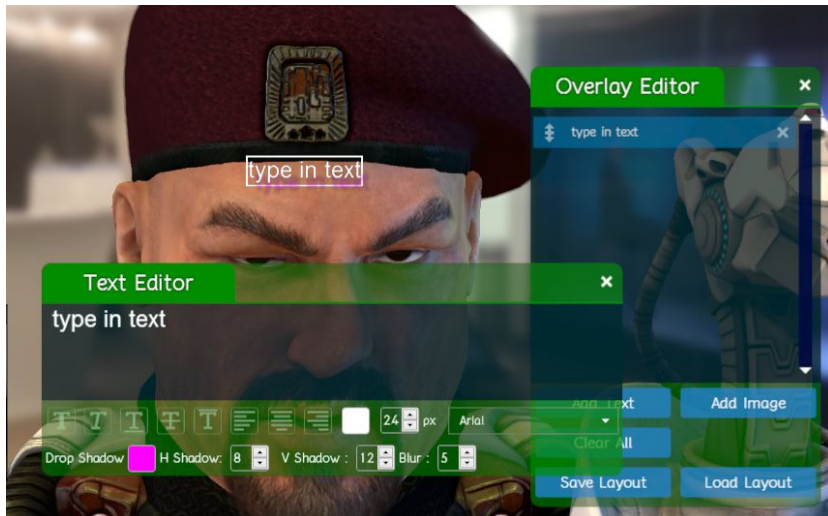 Overlay Editor
type in text
type in text
Text Editor
type in text
Add Text
Add Image
24 px Arial
Clear All
Drop Shadow H Shadow: 8 V Shadow : 12 Blur : 5
Save Layout
Load Layout